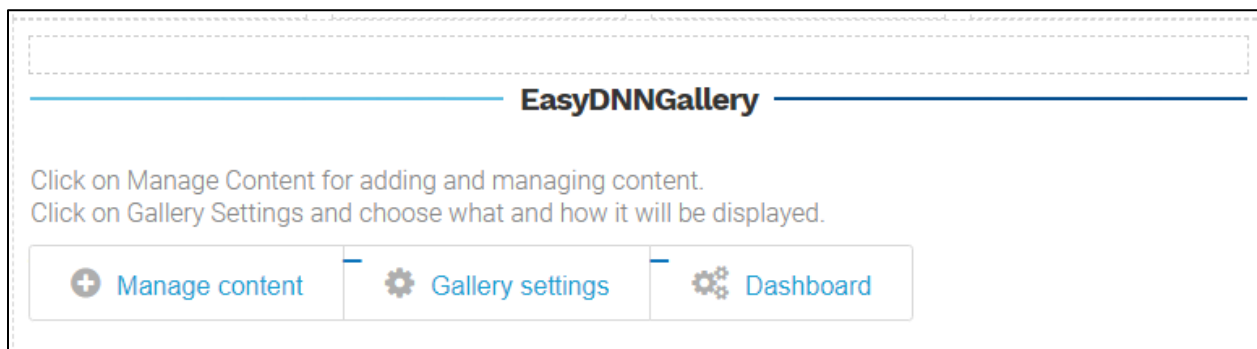 EasyDNNGallery
Click on Manage Content for adding and managing content.
Click on Gallery Settings and choose what and how it will be displayed.
Manage content Gallery settings Dashboard